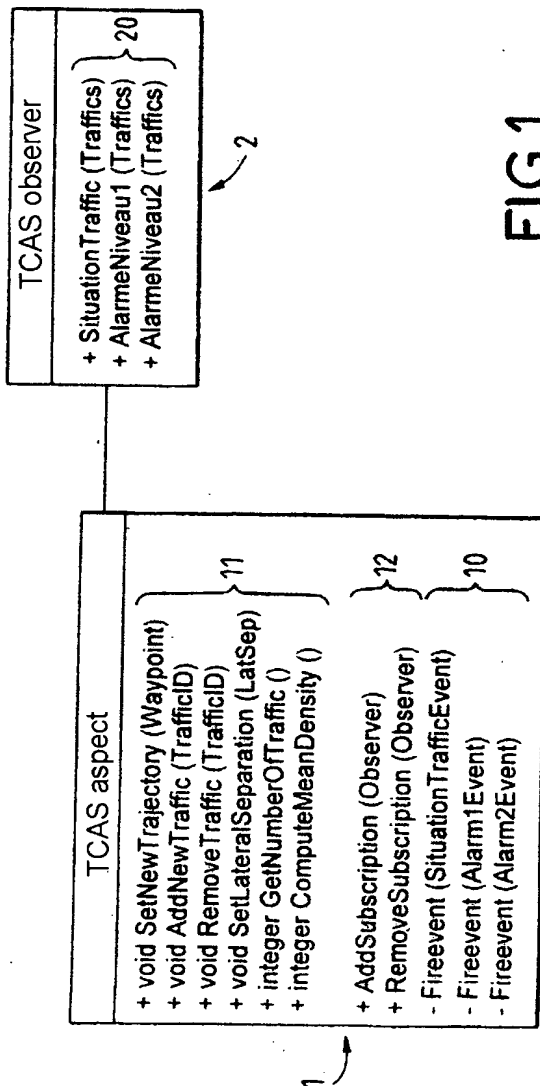 TCAS aspect
+ void SetNewTrajectory (Waypoint)
+ void AddNewTraffic (TrafficID)
+ void RemoveTraffic (TrafficID)
+ void SetLateralSeparation (LatSep)
+ integer GetNumberOfTraffic ()
+ integer ComputeMeanDensity ()
11
+ AddSubscription (Observer)
+ RemoveSubscription (Observer)
12
- Fireevent (SituationTrafficEvent)
- Fireevent (Alarm1Event)
- Fireevent (Alarm2Event)
10
1
TCAS observer
+ SituationTraffic (Traffics)
+ AlarmeNiveau1 (Traffics)
+ AlarmeNiveau2 (Traffics)
20
2
FIG.1